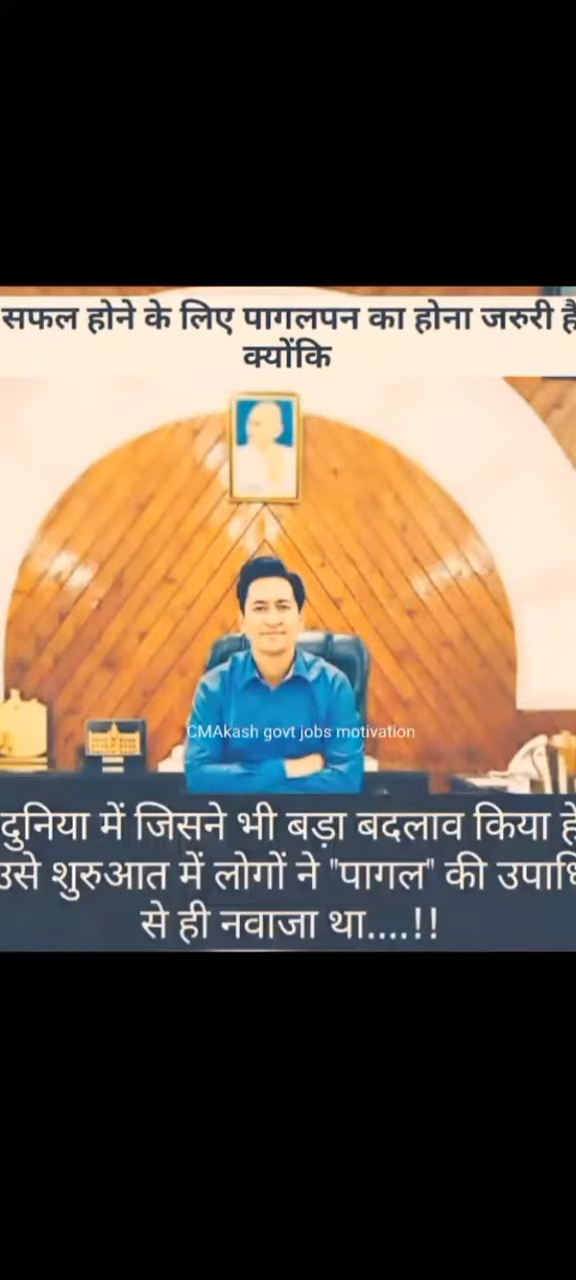 सफल होने के लिए पागलपन का होना जरुरी है
क्योंकि
CMAkash govt jobs motivation
दुनिया में जिसने भी बड़ा बदलाव किया है
उसे शुरुआत में लोगों ने "पागल" की उपाधि
से ही नवाजा था....!!